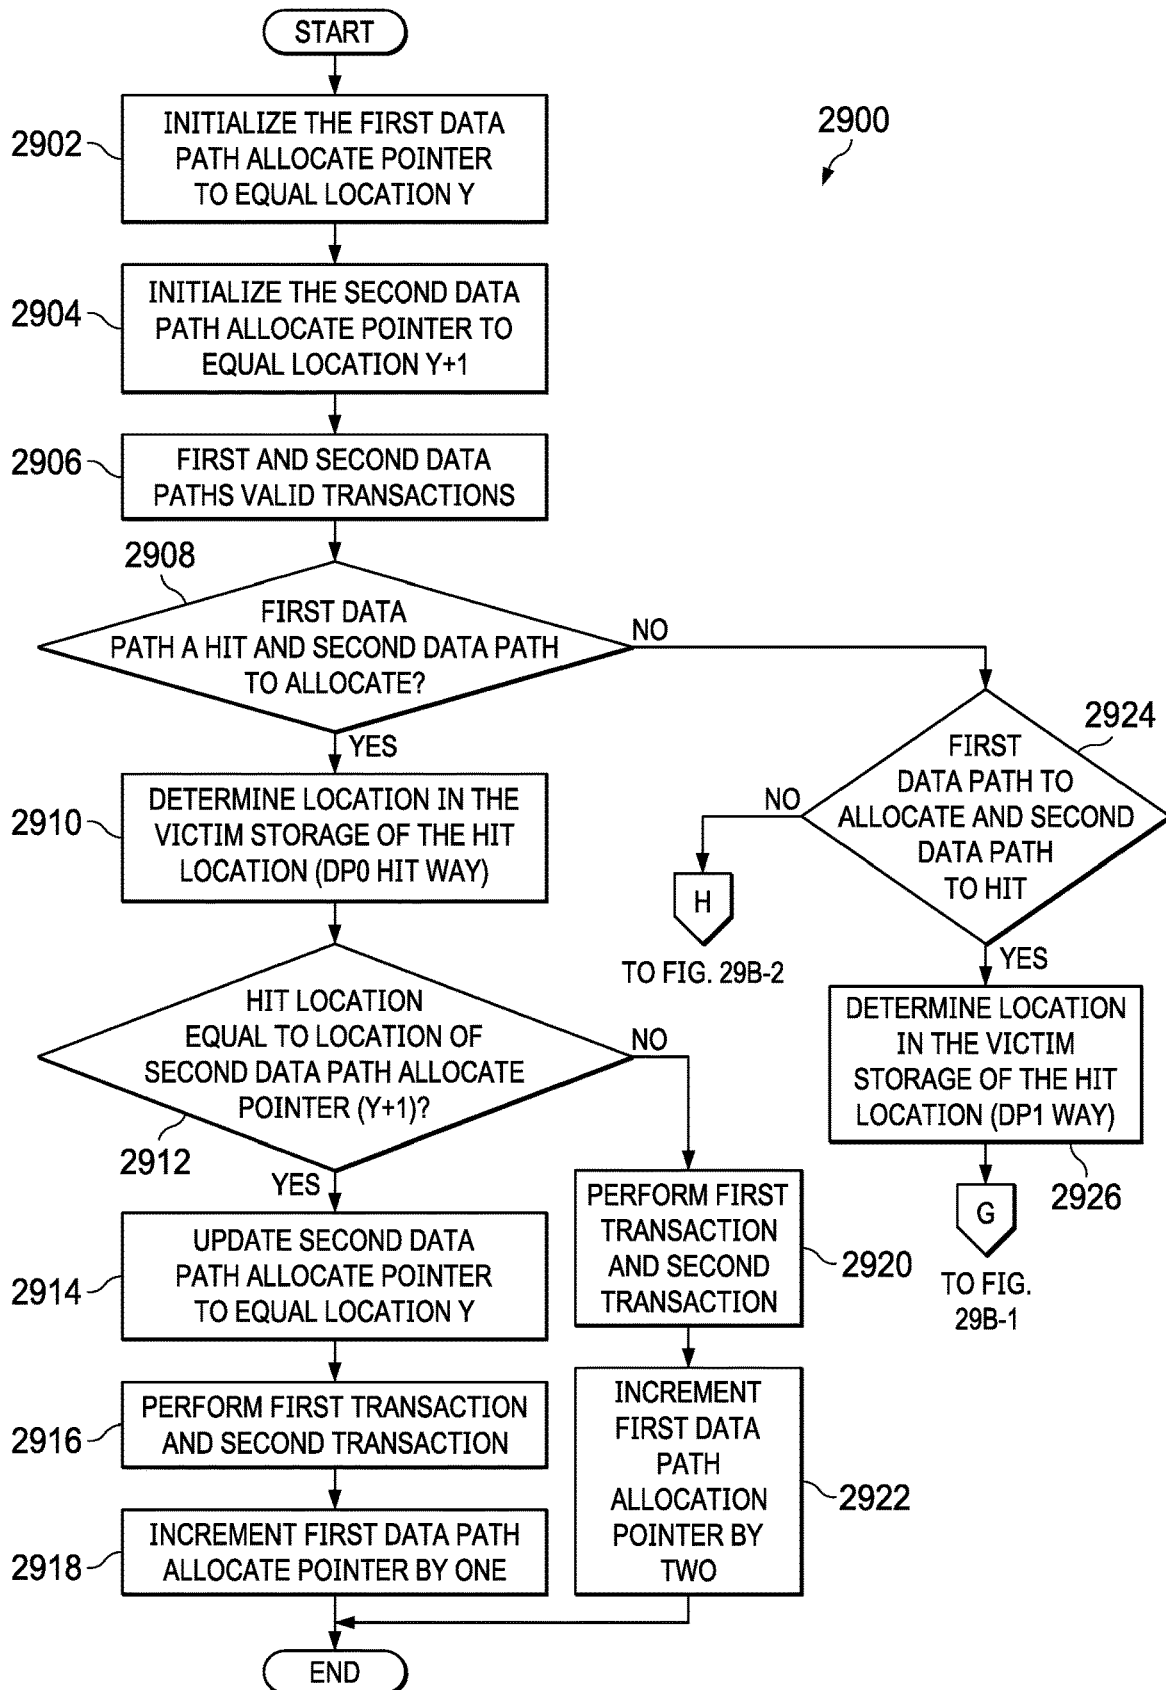 START
2900
2902
INITIALIZE THE FIRST DATA
PATH ALLOCATE POINTER
TO EQUAL LOCATION Y
2904
INITIALIZE THE SECOND DATA
PATH ALLOCATE POINTER TO
EQUAL LOCATION Y+1
2906
FIRST AND SECOND DATA
PATHS VALID TRANSACTIONS
2908
FIRST DATA
PATH A HIT AND SECOND DATA PATH
TO ALLOCATE?
NO
YES
2910
DETERMINE LOCATION IN THE
VICTIM STORAGE OF THE HIT
LOCATION (DP0 HIT WAY)
2912
HIT LOCATION
EQUAL TO LOCATION OF
SECOND DATA PATH ALLOCATE
POINTER (Y+1)?
NO
YES
2914
UPDATE SECOND DATA
PATH ALLOCATE POINTER
TO EQUAL LOCATION Y
2916
PERFORM FIRST TRANSACTION
AND SECOND TRANSACTION
2918
INCREMENT FIRST DATA PATH
ALLOCATE POINTER BY ONE
PERFORM FIRST
TRANSACTION
AND SECOND
TRANSACTION
2920
INCREMENT
FIRST DATA
PATH
ALLOCATION
POINTER BY
TWO
2922
2924
FIRST
DATA PATH TO
ALLOCATE AND SECOND
DATA PATH
TO HIT
NO
H
TO FIG. 29B-2
YES
DETERMINE LOCATION
IN THE VICTIM
STORAGE OF THE HIT
LOCATION (DP1 WAY)
2926
G
TO FIG.
29B-1
END